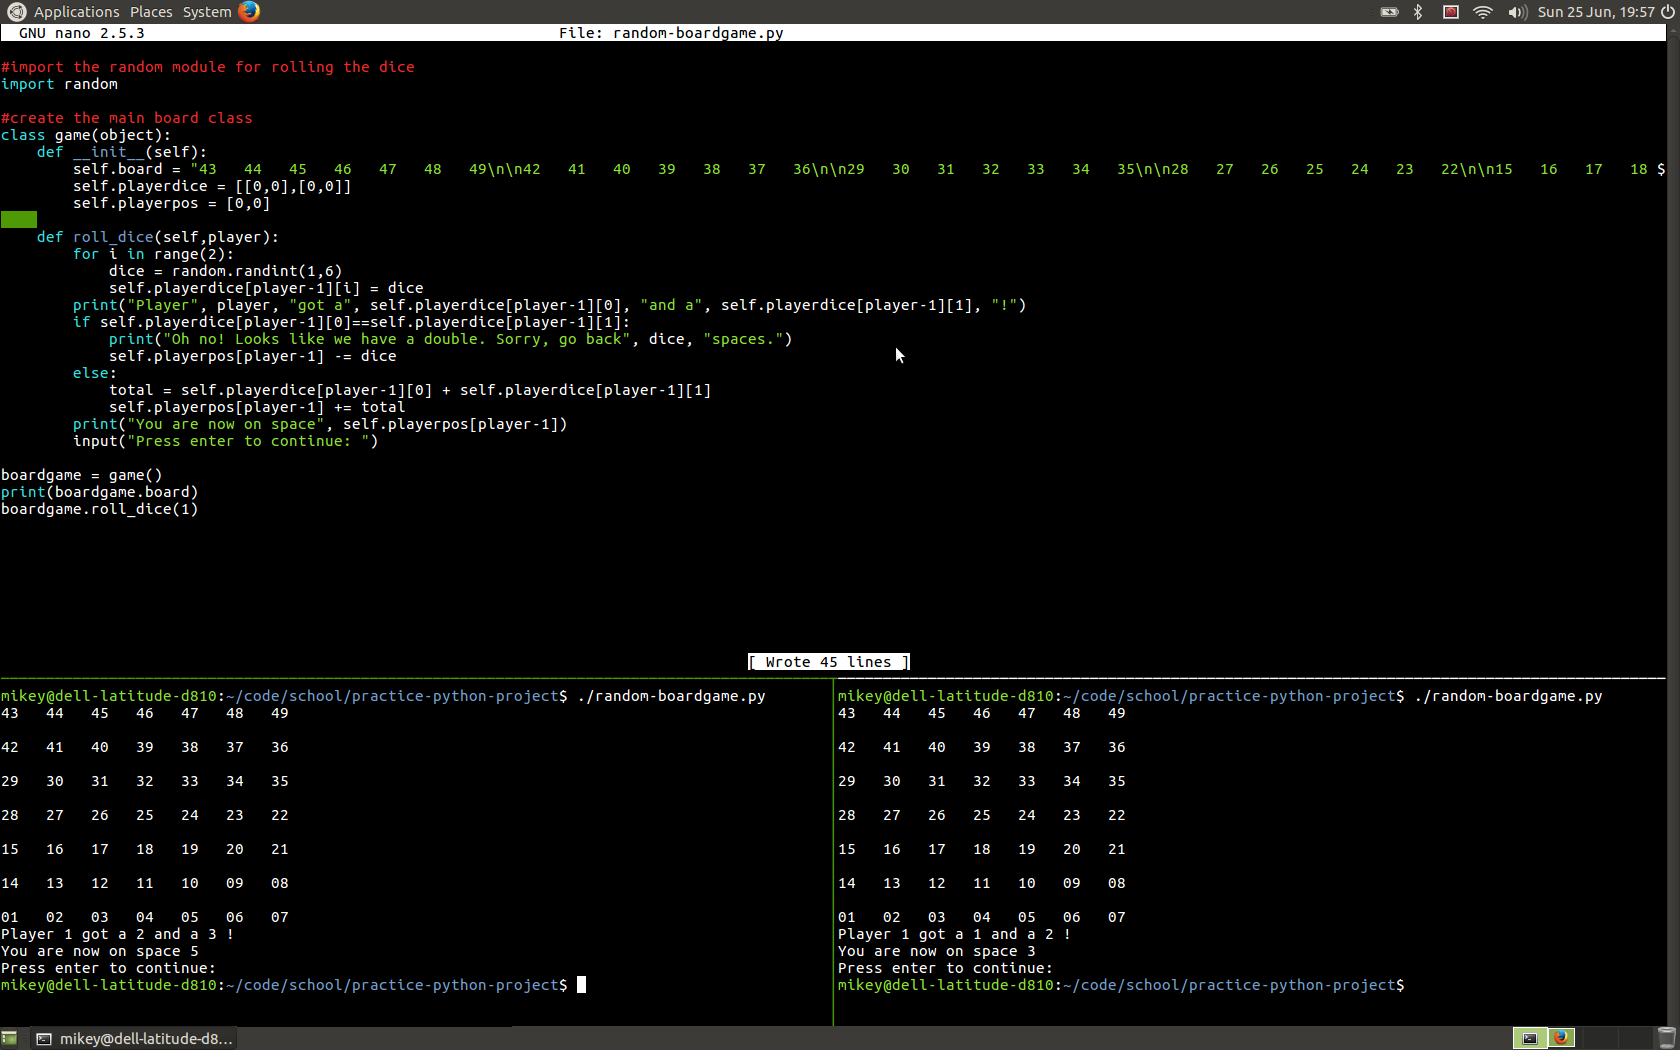 Applications Places System Sun 25 Jun, 19:57
GNU nano 2.5.3 File: random-boardgame.py
#import the random module for rolling the dice
import random
#create the main board class
class game(object):
    def __init__(self):
        self.board = "43   44   45   46   47   48   49\n\n42   41   40   39   38   37   36\n\n29   30   31   32   33   34   35\n\n28   27   26   25   24   23   22\n\n15   16   17   18 $
        self.playerdice = [[0,0],[0,0]]
        self.playerpos = [0,0]
    def roll_dice(self,player):
        for i in range(2):
            dice = random.randint(1,6)
            self.playerdice[player-1][i] = dice
        print("Player", player, "got a", self.playerdice[player-1][0], "and a", self.playerdice[player-1][1], "!")
        if self.playerdice[player-1][0]==self.playerdice[player-1][1]:
            print("Oh no! Looks like we have a double. Sorry, go back", dice, "spaces.")
            self.playerpos[player-1] -= dice
        else:
            total = self.playerdice[player-1][0] + self.playerdice[player-1][1]
            self.playerpos[player-1] += total
        print("You are now on space", self.playerpos[player-1])
        input("Press enter to continue: ")
boardgame = game()
print(boardgame.board)
boardgame.roll_dice(1)
[ Wrote 45 lines ]
mikey@dell-latitude-d810:~/code/school/practice-python-project$ ./random-boardgame.py
43   44   45   46   47   48   49
42   41   40   39   38   37   36
29   30   31   32   33   34   35
28   27   26   25   24   23   22
15   16   17   18   19   20   21
14   13   12   11   10   09   08
01   02   03   04   05   06   07
Player 1 got a 2 and a 3 !
You are now on space 5
Press enter to continue:
mikey@dell-latitude-d810:~/code/school/practice-python-project$
mikey@dell-latitude-d810:~/code/school/practice-python-project$ ./random-boardgame.py
43   44   45   46   47   48   49
42   41   40   39   38   37   36
29   30   31   32   33   34   35
28   27   26   25   24   23   22
15   16   17   18   19   20   21
14   13   12   11   10   09   08
01   02   03   04   05   06   07
Player 1 got a 1 and a 2 !
You are now on space 3
Press enter to continue:
mikey@dell-latitude-d810:~/code/school/practice-python-project$
mikey@dell-latitude-d8...